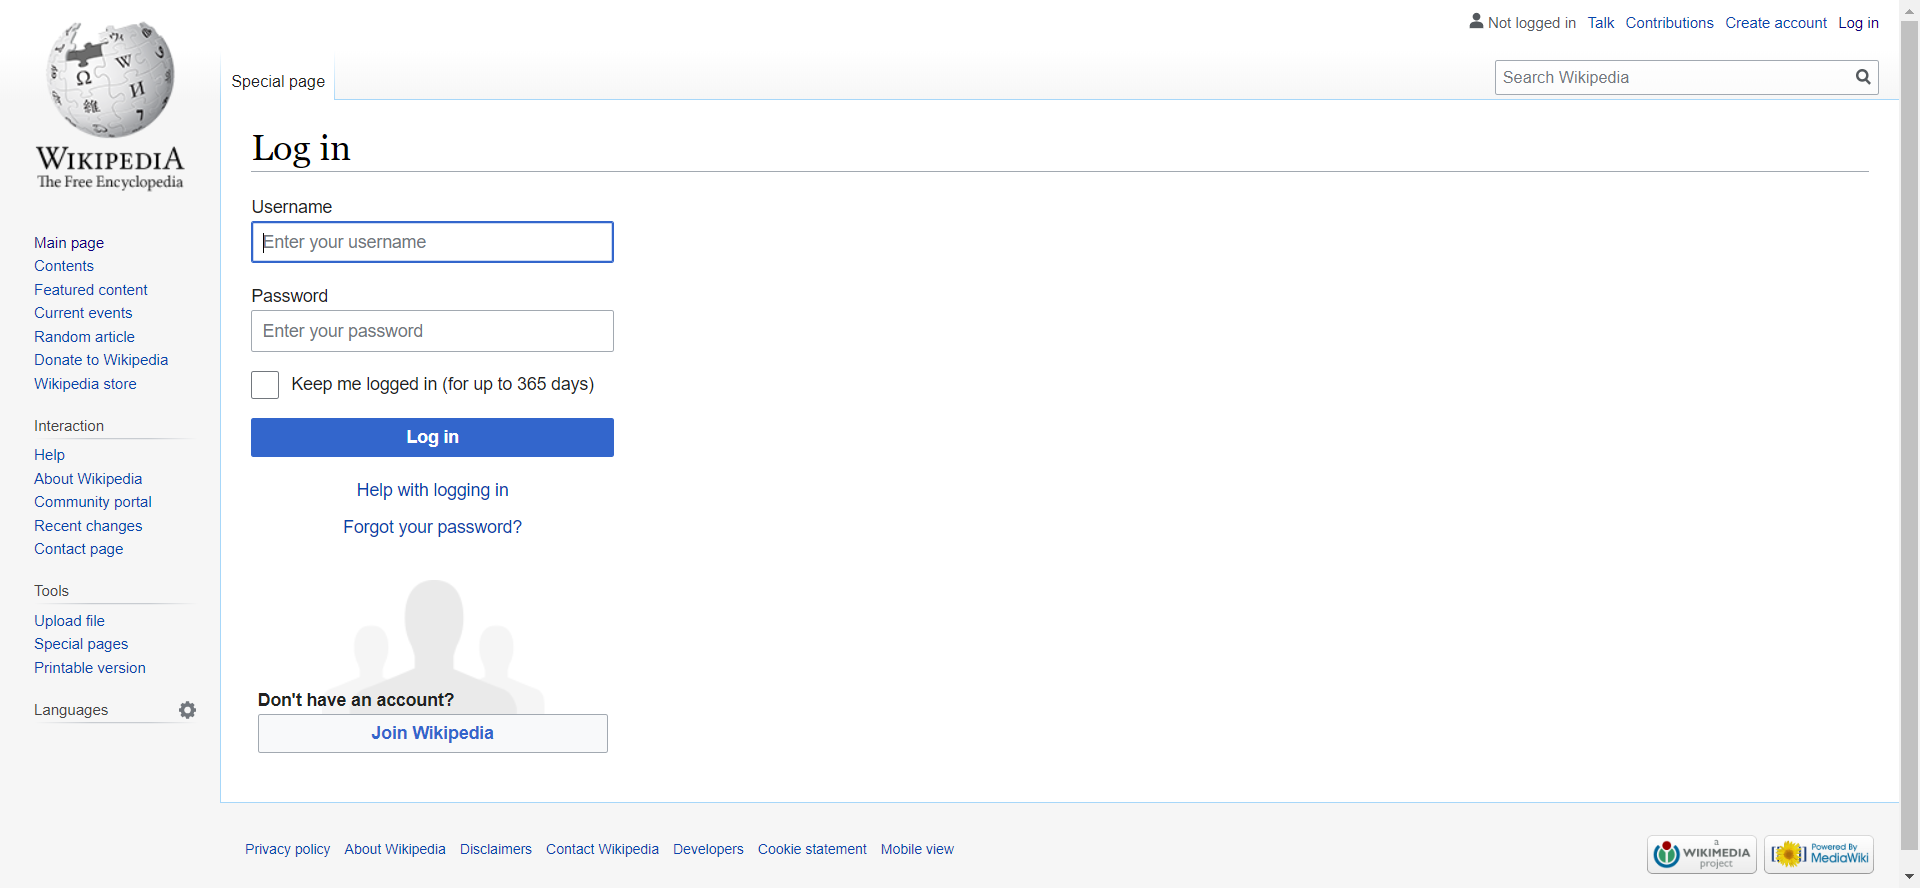 Not logged in Talk Contributions Create account Log in
Special page
Search Wikipedia
WIKIPEDIA
The Free Encyclopedia
Main page
Contents
Featured content
Current events
Random article
Donate to Wikipedia
Wikipedia store
Interaction
Help
About Wikipedia
Community portal
Recent changes
Contact page
Tools
Upload file
Special pages
Printable version
Languages
Log in
Username
Enter your username
Password
Enter your password
Keep me logged in (for up to 365 days)
Log in
Help with logging in
Forgot your password?
Don't have an account?
Join Wikipedia
Privacy policy About Wikipedia Disclaimers Contact Wikipedia Developers Cookie statement Mobile view
a
WIKIMEDIA
project
Powered By
MediaWiki